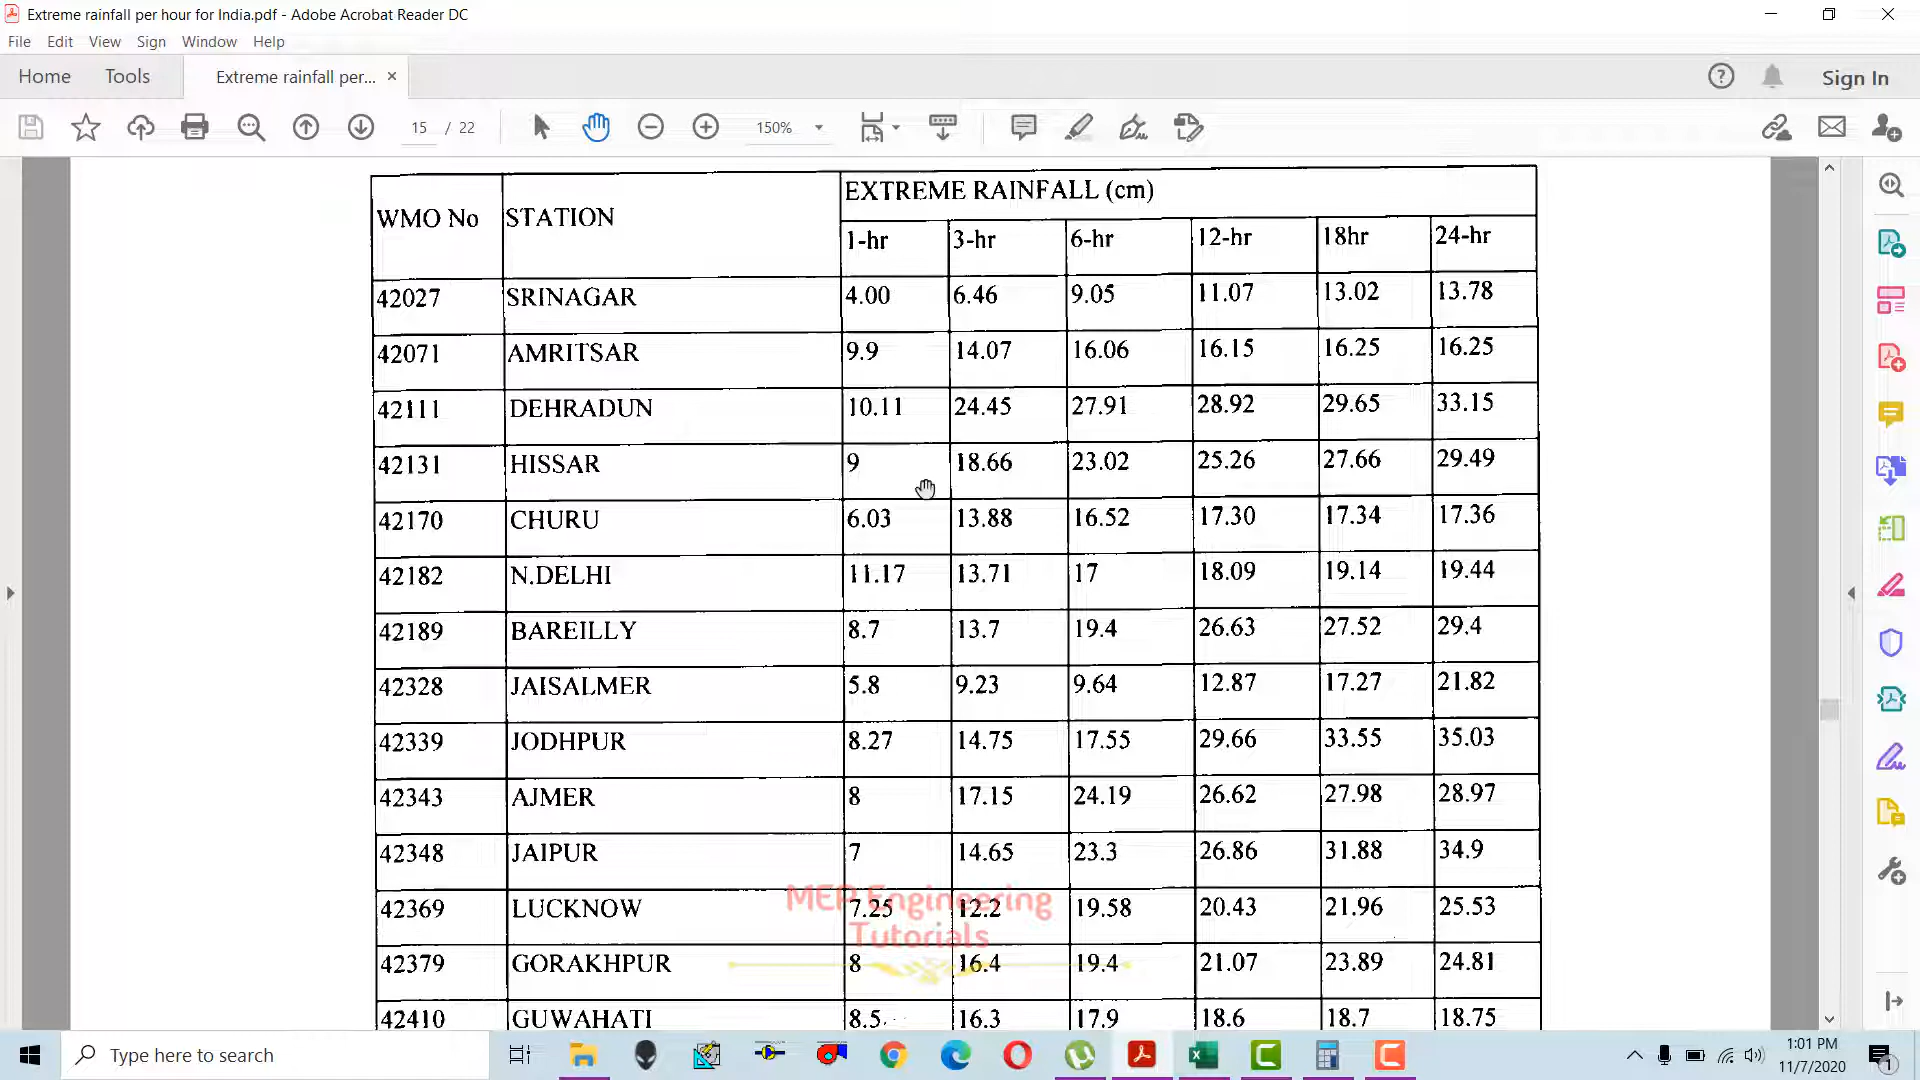 Extreme rainfall per hour for India.pdf - Adobe Acrobat Reader DC
File Edit View Sign Window Help
Home Tools Extreme rainfall per... × Sign In
15 / 22 150%
WMO No STATION EXTREME RAINFALL (cm)
1-hr 3-hr 6-hr 12-hr 18hr 24-hr
42027 SRINAGAR 4.00 6.46 9.05 11.07 13.02 13.78
42071 AMRITSAR 9.9 14.07 16.06 16.15 16.25 16.25
42111 DEHRADUN 10.11 24.45 27.91 28.92 29.65 33.15
42131 HISSAR 9 18.66 23.02 25.26 27.66 29.49
42170 CHURU 6.03 13.88 16.52 17.30 17.34 17.36
42182 N.DELHI 11.17 13.71 17 18.09 19.14 19.44
42189 BAREILLY 8.7 13.7 19.4 26.63 27.52 29.4
42328 JAISALMER 5.8 9.23 9.64 12.87 17.27 21.82
42339 JODHPUR 8.27 14.75 17.55 29.66 33.55 35.03
42343 AJMER 8 17.15 24.19 26.62 27.98 28.97
42348 JAIPUR 7 14.65 23.3 26.86 31.88 34.9
42369 LUCKNOW 7.25 12.2 19.58 20.43 21.96 25.53
MEP Engineering
Tutorials
42379 GORAKHPUR 8 16.4 19.4 21.07 23.89 24.81
42410 GUWAHATI 8.5 16.3 17.9 18.6 18.7 18.75
Type here to search
1:01 PM
11/7/2020
1